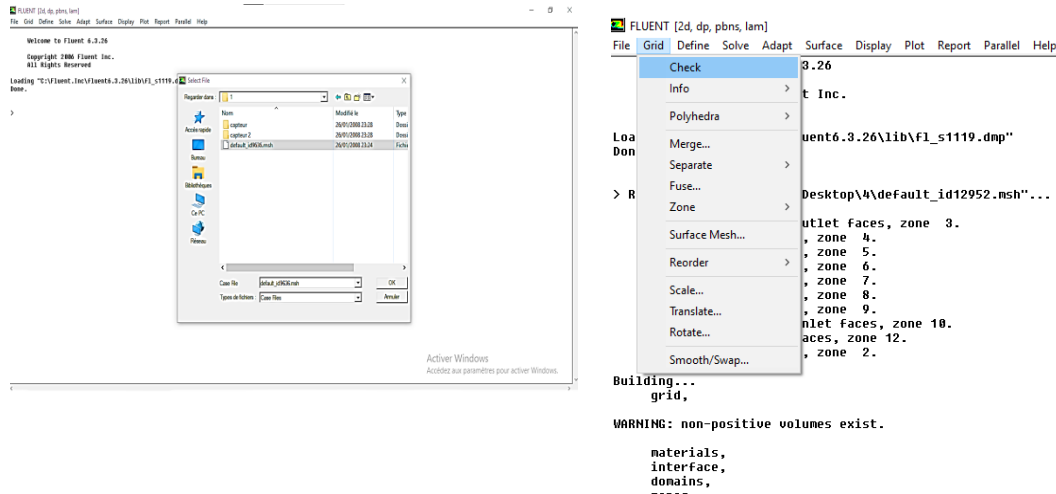 FLUENT [2d, dp, pbns, lam]
File Grid Define Solve Adapt Surface Display Plot Report Parallel Help
Welcome to Fluent 6.3.26
Copyright 2006 Fluent Inc.
All Rights Reserved
Loading "C:\Fluent.Inc\fluent6.3.26\lib\fl_s1119.d
Done.
>
Select File
Regarder dans : 1
Nom Modifié le Type
capteur 26/01/2008 23:28 Dossi
capteur 2 26/01/2008 23:28 Dossi
default_id9636.msh 26/01/2008 23:24 Fichi
Accès rapide
Bureau
Bibliothèques
Ce PC
Réseau
Case File default_id9636.msh OK
Types de fichiers : Case Files Annuler
Activer Windows
Accédez aux paramètres pour activer Windows.
FLUENT [2d, dp, pbns, lam]
File Grid Define Solve Adapt Surface Display Plot Report Parallel Help
Check
Info
Polyhedra
Merge...
Separate
Fuse...
Zone
Surface Mesh...
Reorder
Scale...
Translate...
Rotate...
Smooth/Swap...
3.26
t Inc.
Loa uent6.3.26\lib\fl_s1119.dmp"
Don
> R Desktop\4\default_id12952.msh"...
utlet faces, zone 3.
, zone 4.
, zone 5.
, zone 6.
, zone 7.
, zone 8.
, zone 9.
nlet faces, zone 10.
aces, zone 12.
, zone 2.
Building...
grid,
WARNING: non-positive volumes exist.
materials,
interface,
domains,